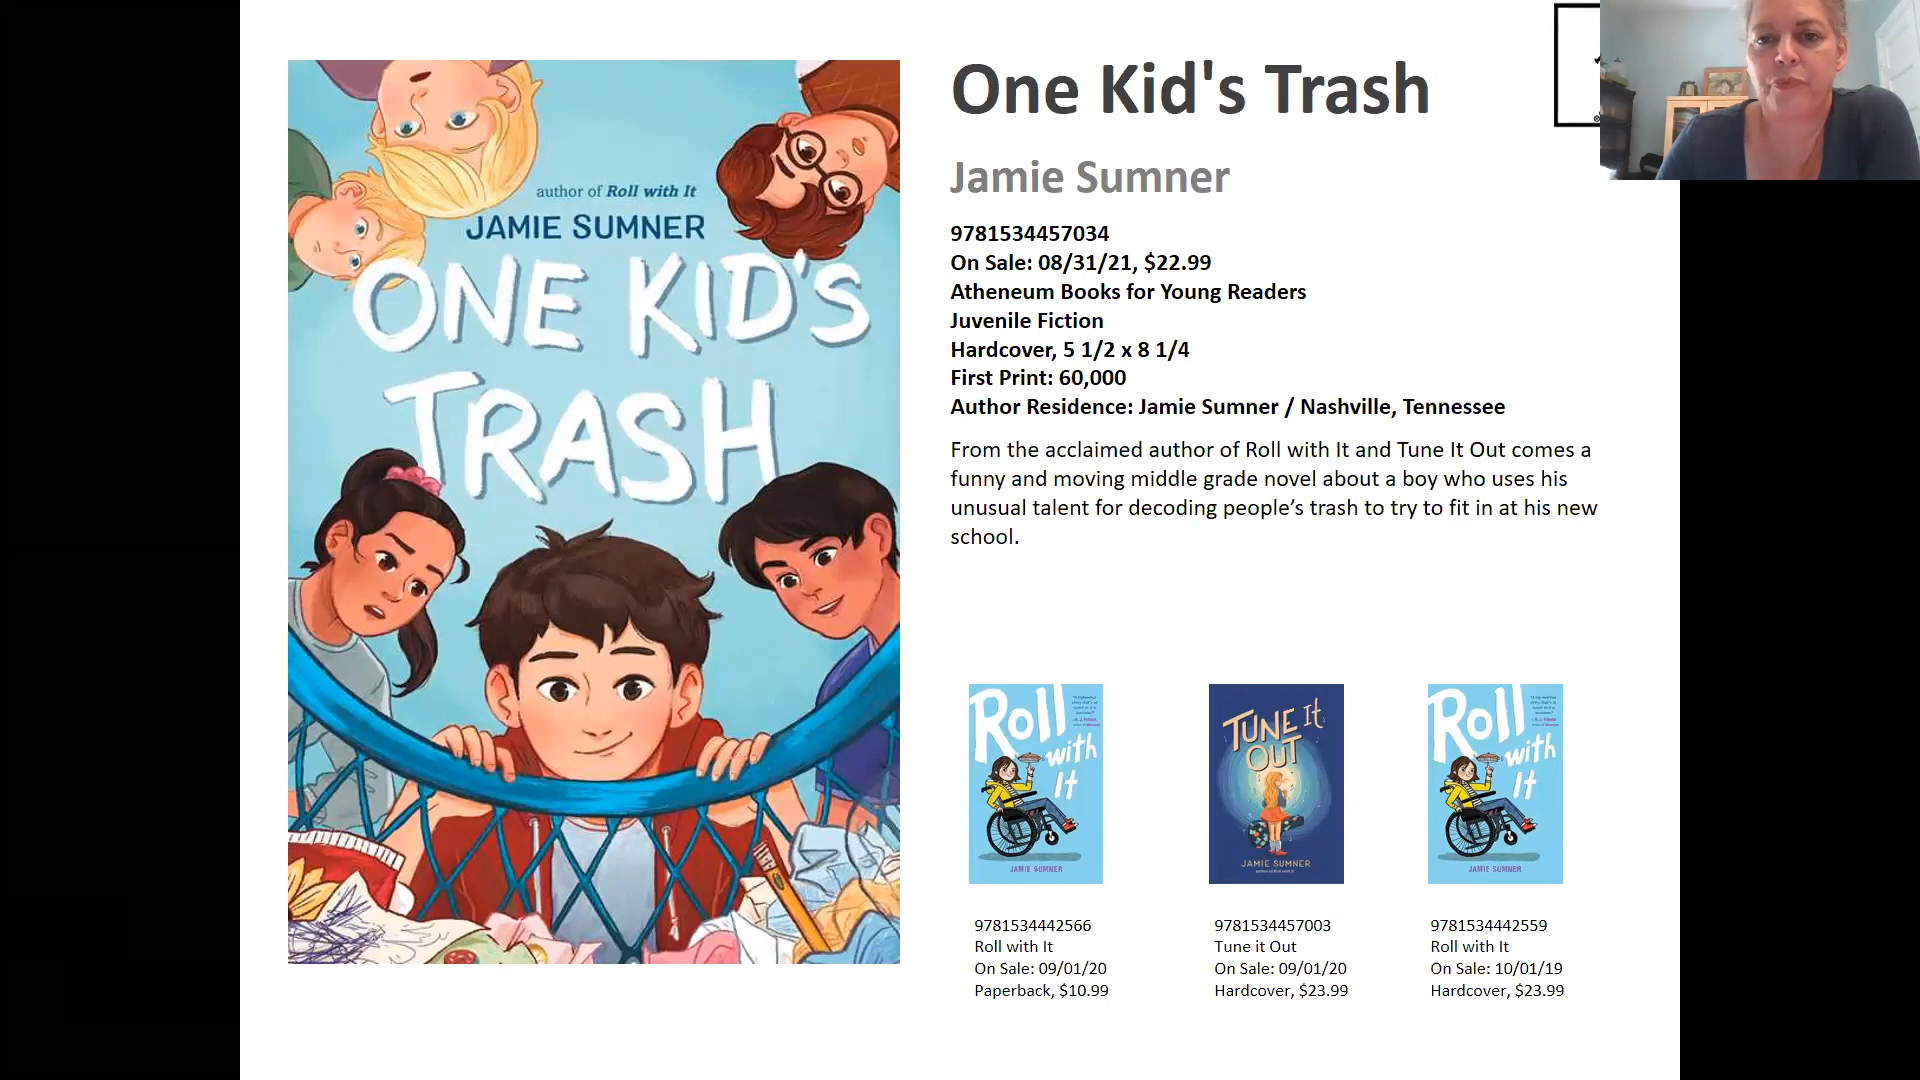 author of Roll with It
JAMIE SUMNER
ONE KID'S
TRASH
One Kid's Trash
Jamie Sumner
9781534457034
On Sale: 08/31/21, $22.99
Atheneum Books for Young Readers
Juvenile Fiction
Hardcover, 5 1/2 x 8 1/4
First Print: 60,000
Author Residence: Jamie Sumner / Nashville, Tennessee
From the acclaimed author of Roll with It and Tune It Out comes a
funny and moving middle grade novel about a boy who uses his
unusual talent for decoding people’s trash to try to fit in at his new
school.
Roll
with
It
JAMIE SUMNER
9781534442566
Roll with It
On Sale: 09/01/20
Paperback, $10.99
TUNE It
OUT
JAMIE SUMNER
author of Roll with It
9781534457003
Tune it Out
On Sale: 09/01/20
Hardcover, $23.99
Roll
with
It
JAMIE SUMNER
9781534442559
Roll with It
On Sale: 10/01/19
Hardcover, $23.99